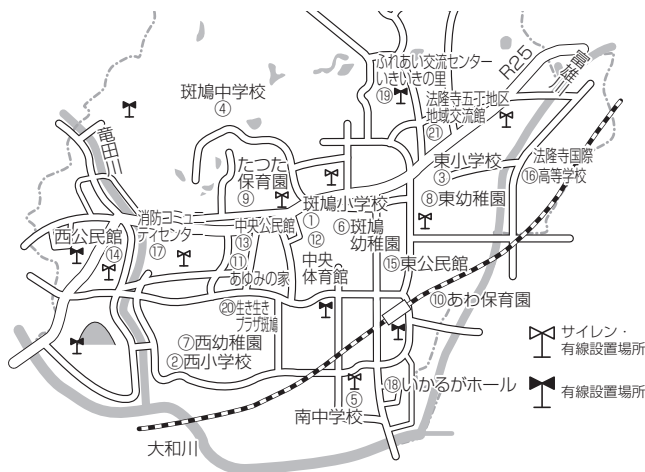 ふれあい交流センター
いきいきの里
⑲
R25
富雄川
斑鳩中学校
④
法隆寺五丁地区
地域交流館
㉑
竜田川
たつた
保育園
⑨
東小学校
③
法隆寺国際
⑯高等学校
⑧東幼稚園
斑鳩小学校
①
⑫
⑥斑鳩
幼稚園
消防コミュニ
ティセンター
⑰
中央公民館
⑬
⑪
あゆみの家
西公民館
⑭
中央
体育館
⑮東公民館
⑩あわ保育園
⑳生き生き
プラザ斑鳩
⑦西幼稚園
②西小学校
サイレン・
有線設置場所
有線設置場所
⑱いかるがホール
⑤
南中学校
大和川